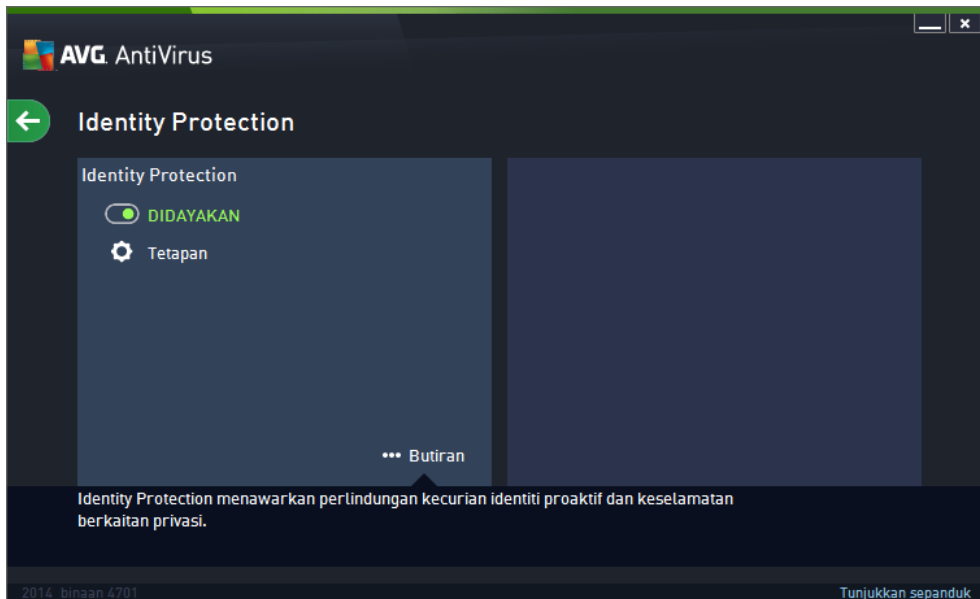 AVG. AntiVirus
Identity Protection
Identity Protection
DIDAYAKAN
Tetapan
Butiran
Identity Protection menawarkan perlindungan kecurian identiti proaktif dan keselamatan
berkaitan privasi.
2014 binaan 4701
Tunjukkan sepanduk